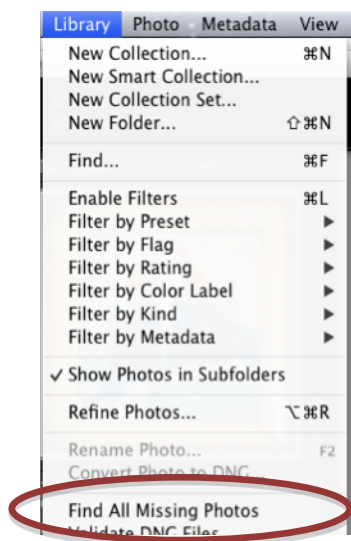 Library Photo Metadata View
New Collection... ⌘N
New Smart Collection...
New Collection Set...
New Folder... ⇧⌘N
Find... ⌘F
Enable Filters ⌘L
Filter by Preset ▶
Filter by Flag ▶
Filter by Rating ▶
Filter by Color Label ▶
Filter by Kind ▶
Filter by Metadata ▶
✓ Show Photos in Subfolders
Refine Photos... ⌥⌘R
Rename Photo... F2
Convert Photo to DNG...
Find All Missing Photos
Validate DNG Files